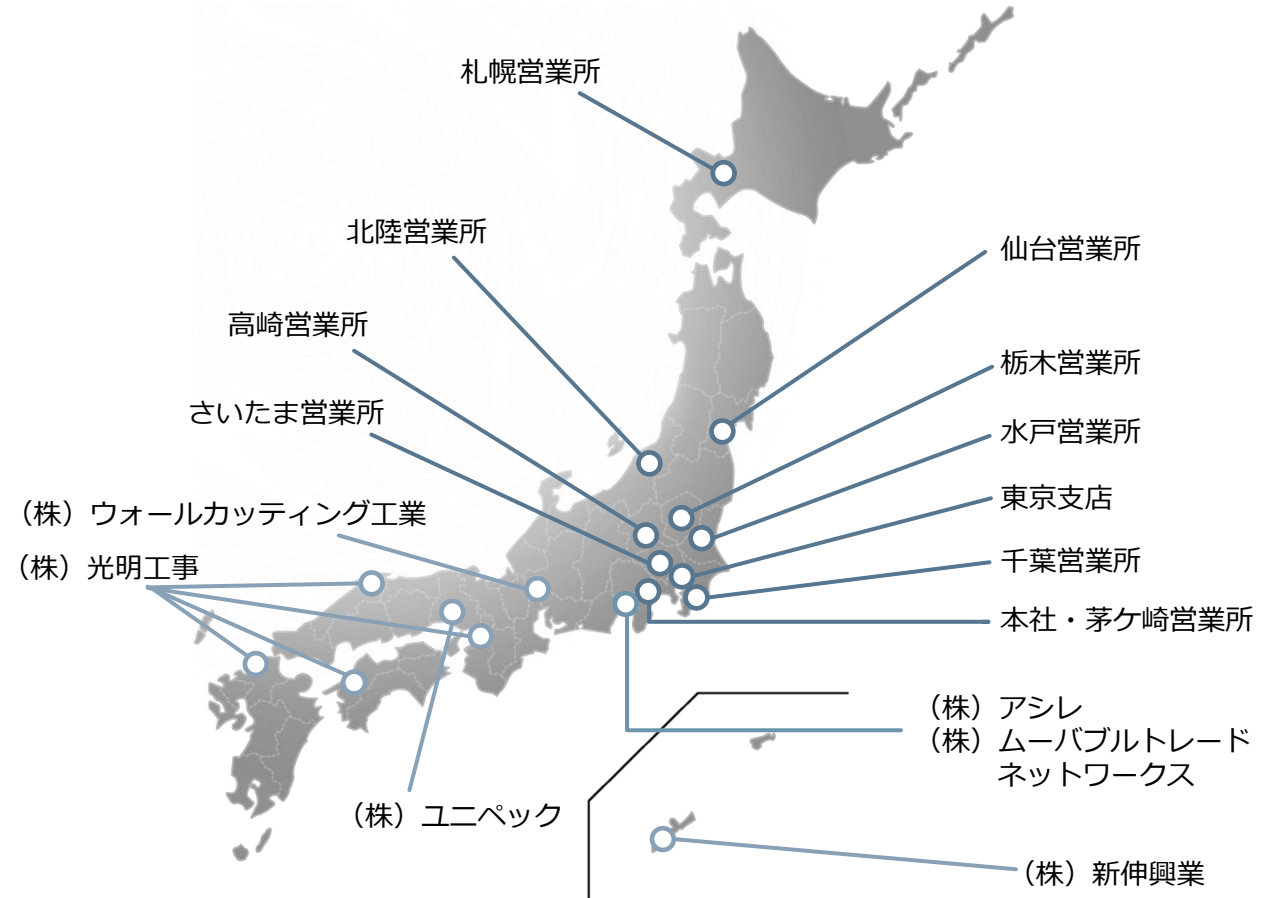 札幌営業所
北陸営業所
仙台営業所
高崎営業所
栃木営業所
さいたま営業所
水戸営業所
東京支店
（株）ウォールカッティング工業
千葉営業所
（株）光明工事
本社・茅ケ崎営業所
（株）アシレ
（株）ムーバブルトレード
ネットワークス
（株）ユニペック
（株）新伸興業